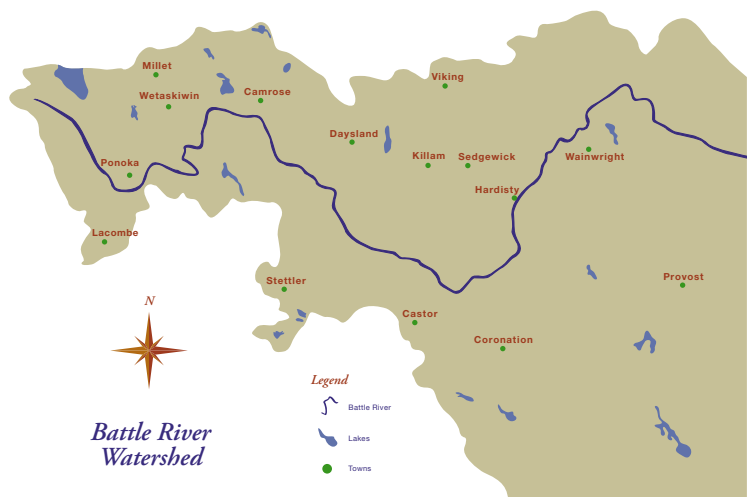 Millet
Wetaskiwin
Camrose
Viking
Daysland
Killam
Sedgewick
Wainwright
Ponoka
Hardisty
Lacombe
Stettler
Provost
Castor
Coronation
N
Legend
Battle River
Lakes
Towns
Battle River
Watershed